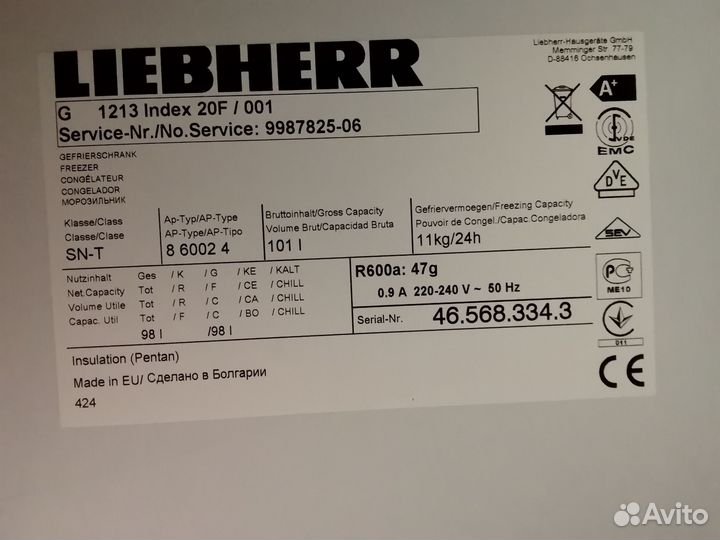 LIEBHERR
Liebherr-Hausgeräte GmbH
Memminger Str 77-79
D-88416 Ochsenhausen
G 1213 Index 20F / 001
Service-Nr./No.Service: 9987825-06
A+
VDE
EMC
DVE
SEV
PC
ME10
011
CE
GEFRIERSCHRANK
FREEZER
CONGÉLATEUR
CONGELADOR
МОРОЗИЛЬНИК
Klasse/Class
Classe/Clase
SN-T
Ap-Typ/AP-Type
AP-Type/AP-Tipo
8 6002 4
Bruttoinhalt/Gross Capacity
Volume Brut/Capacidad Bruta
101 l
Gefriervermoegen/Freezing Capacity
Pouvoir de Congel./Capac.Congeladora
11kg/24h
Nutzinhalt Ges / K / G / KE / KALT
Net.Capacity Tot / R / F / CE / CHILL
Volume Utile Tot / R / C / CA / CHILL
Capac. Util Tot / F / C / BO / CHILL
98 l /98 l
R600a: 47g
0.9 A 220-240 V ~ 50 Hz
Serial-Nr. 46.568.334.3
Insulation (Pentan)
Made in EU/ Сделано в Болгарии
424
Avito